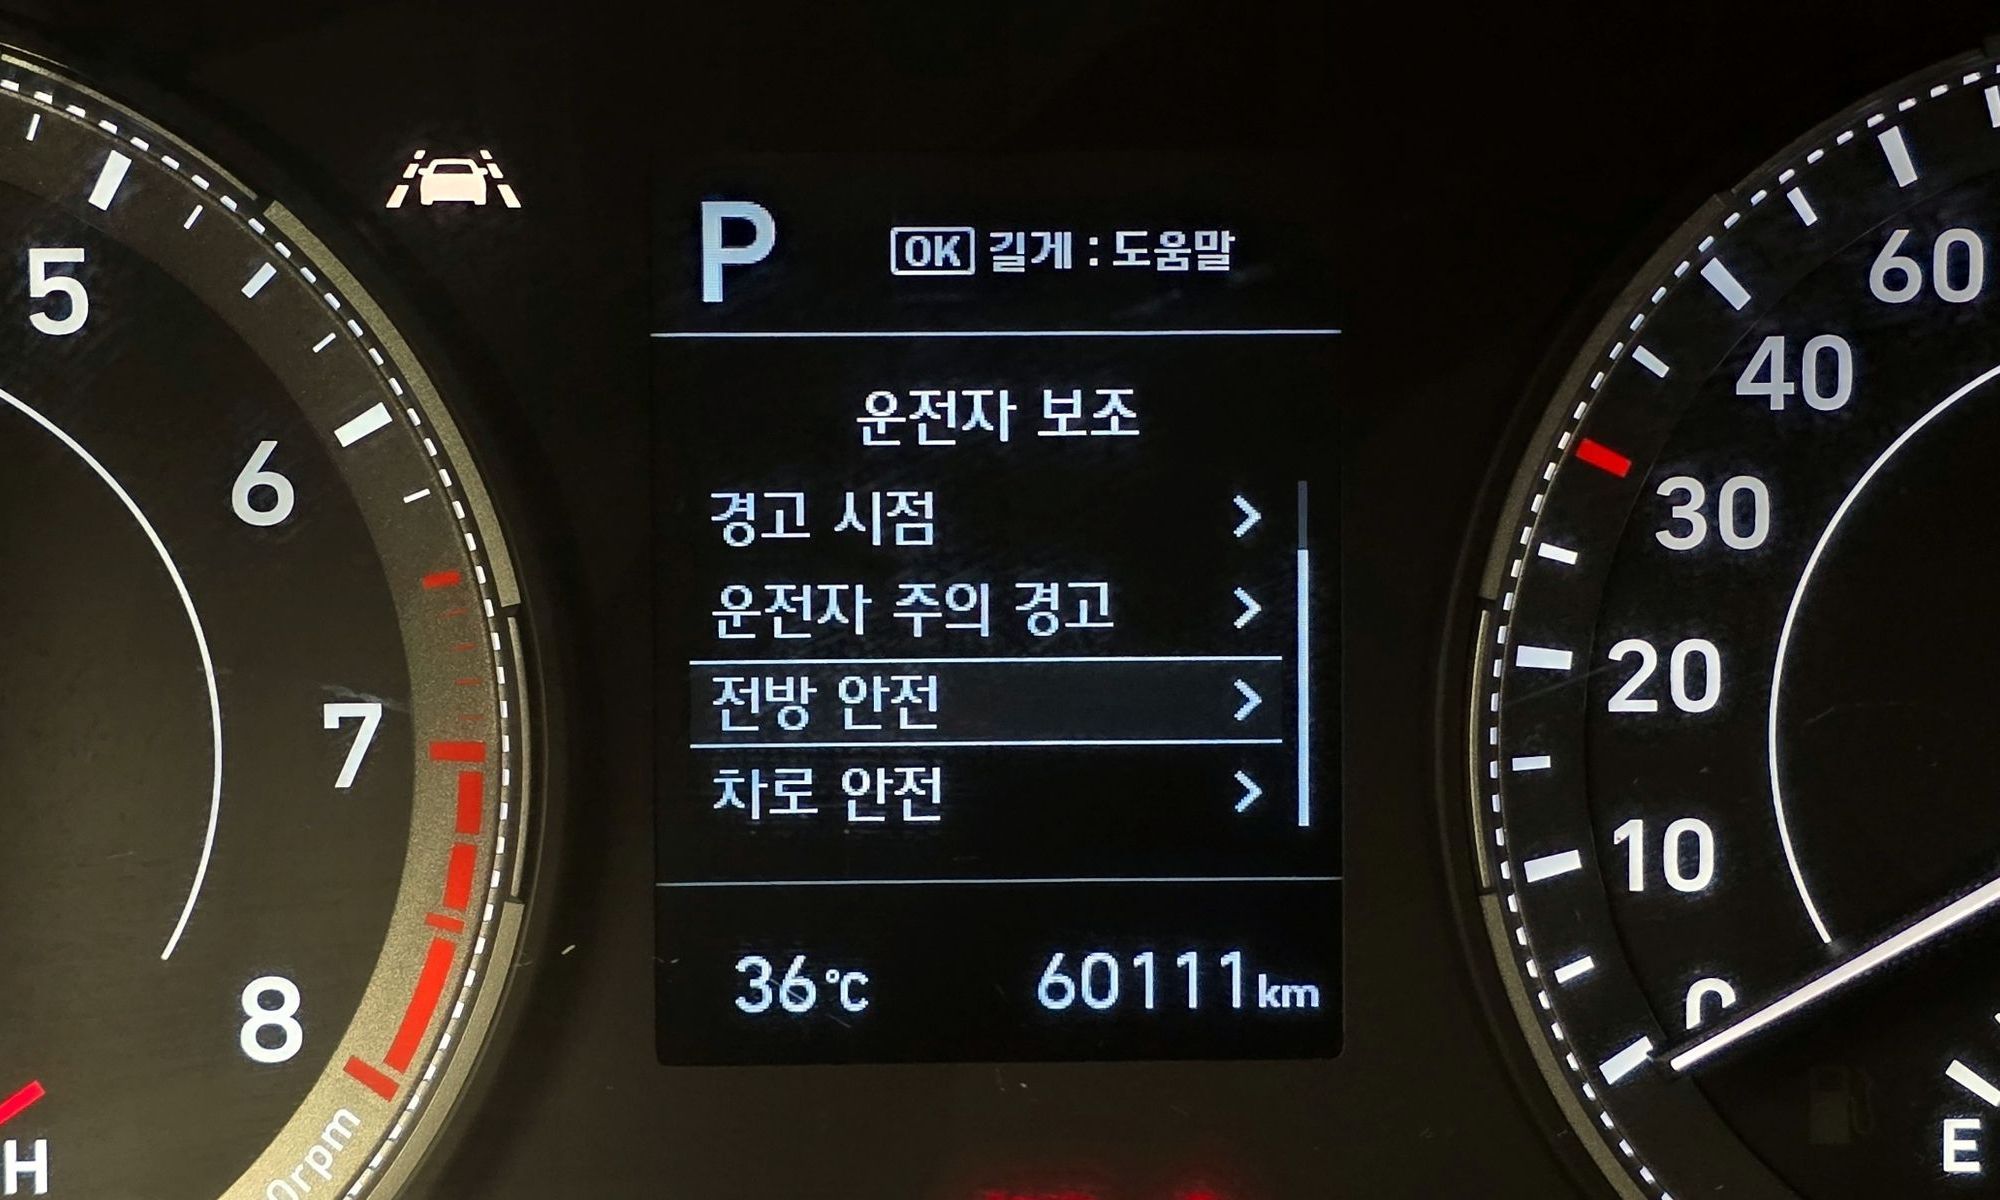 P
OK 길게 : 도움말
운전자 보조
경고 시점
운전자 주의 경고
전방 안전
차로 안전
36℃ 60111km
5
6
7
8
rpm
H
60
40
30
20
10
0
E